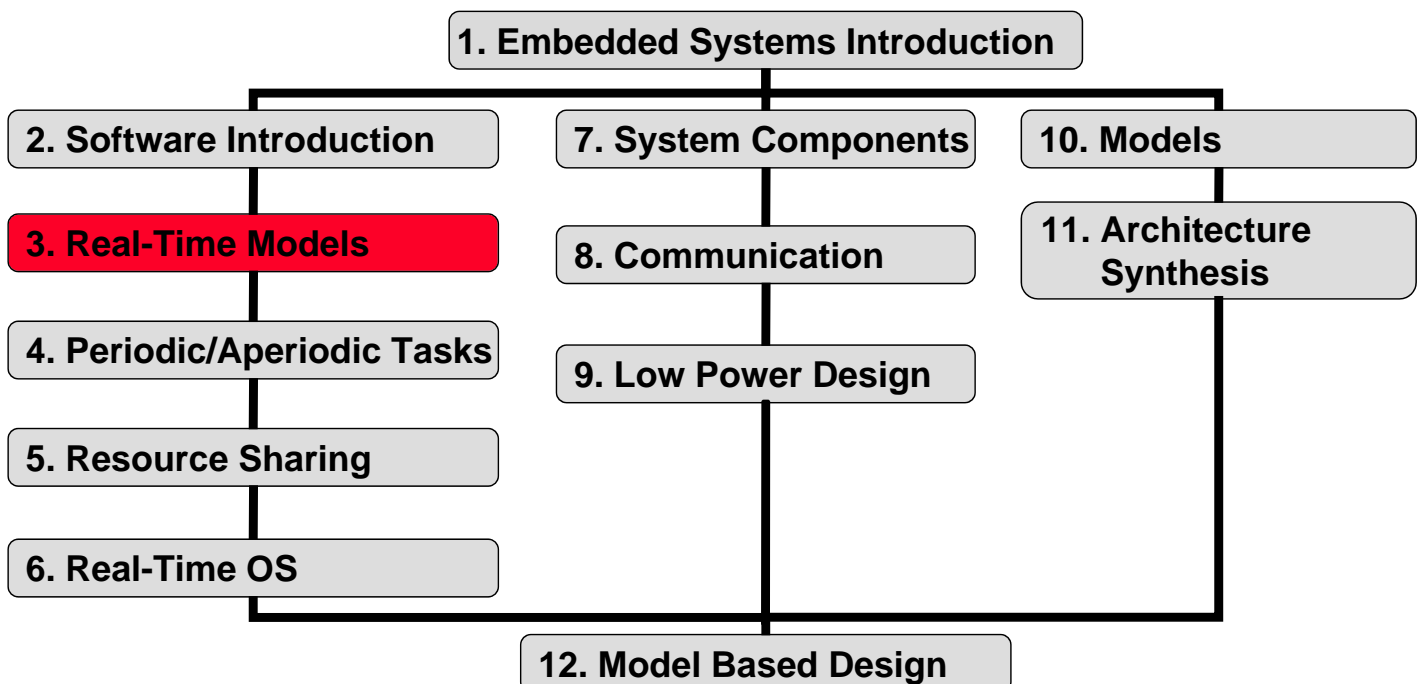 1. Embedded Systems Introduction
2. Software Introduction
7. System Components
10. Models
3. Real-Time Models
8. Communication
11. Architecture
Synthesis
4. Periodic/Aperiodic Tasks
9. Low Power Design
5. Resource Sharing
6. Real-Time OS
12. Model Based Design